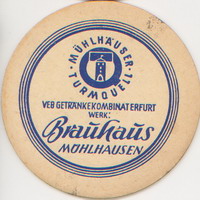 MÜHLHÄUSER
TURMQUELL
VEB GETRÄNKEKOMBINAT ERFURT
WERK:
Brauhaus
MÜHLHAUSEN